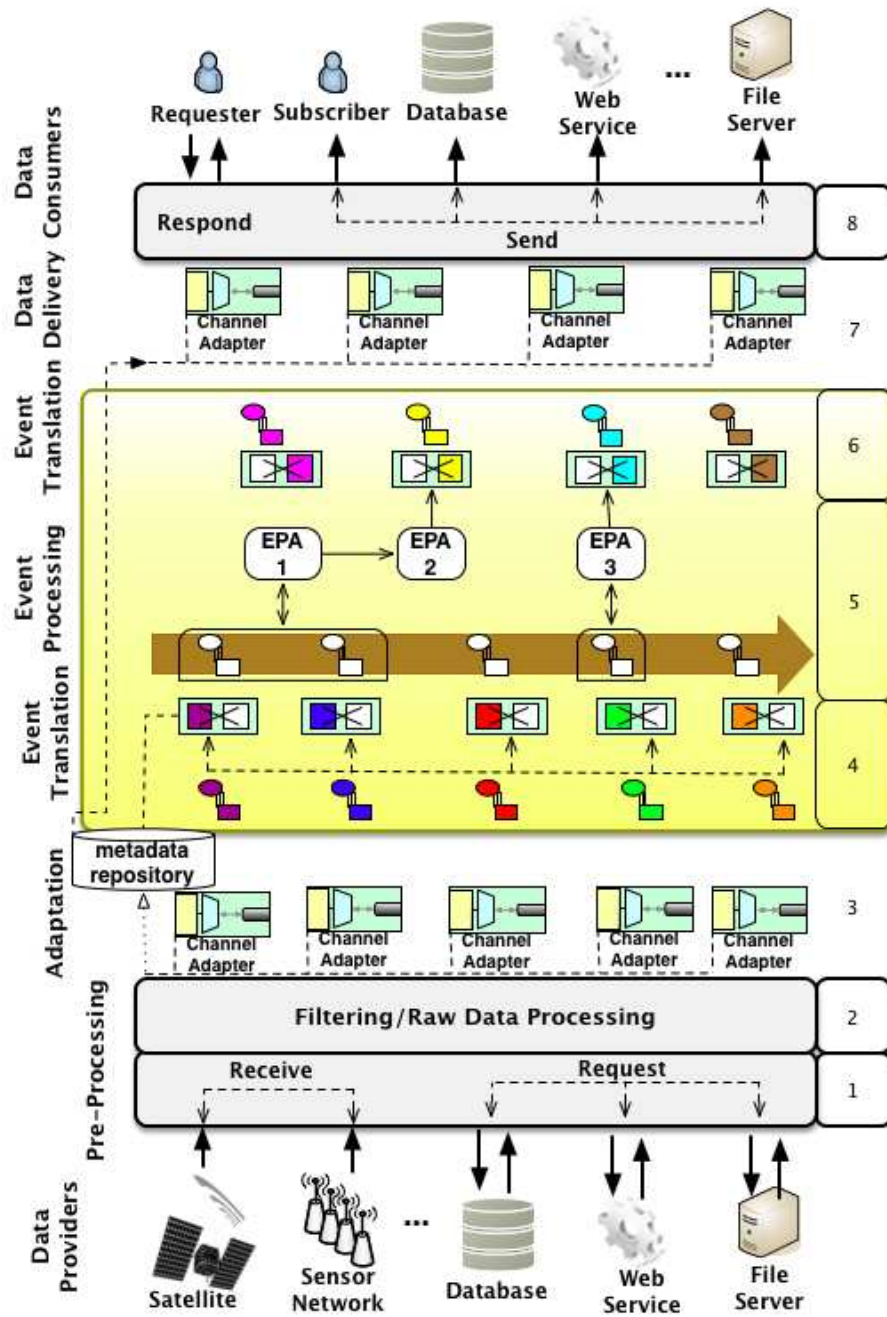 Data
Consumers
Requester
Subscriber
Database
Web
Service
...
File
Server
Respond
Send
8
Data
Delivery
Channel
Adapter
Channel
Adapter
Channel
Adapter
Channel
Adapter
7
Event
Translation
6
Event
Processing
EPA
1
EPA
2
EPA
3
5
Event
Translation
4
Adaptation
metadata
repository
Channel
Adapter
Channel
Adapter
Channel
Adapter
Channel
Adapter
Channel
Adapter
3
Pre-Processing
Filtering/Raw Data Processing
2
Receive
Request
1
Data
Providers
Satellite
Sensor
Network
...
Database
Web
Service
File
Server